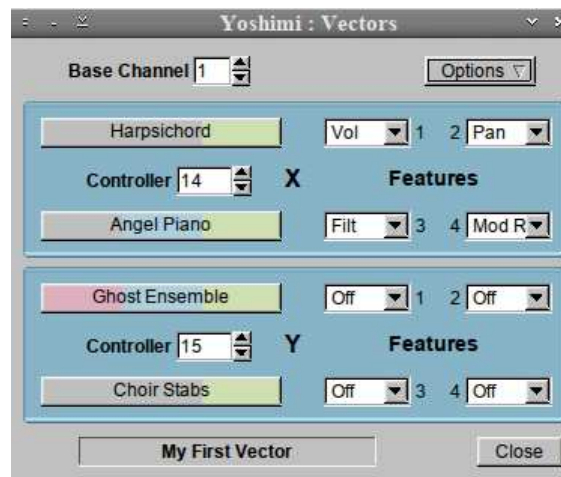 Yoshimi : Vectors
Base Channel 1 Options
Harpsichord Vol 1 2 Pan
Controller 14 X Features
Angel Piano Filt 3 4 Mod R
Ghost Ensemble Off 1 2 Off
Controller 15 Y Features
Choir Stabs Off 3 4 Off
My First Vector Close